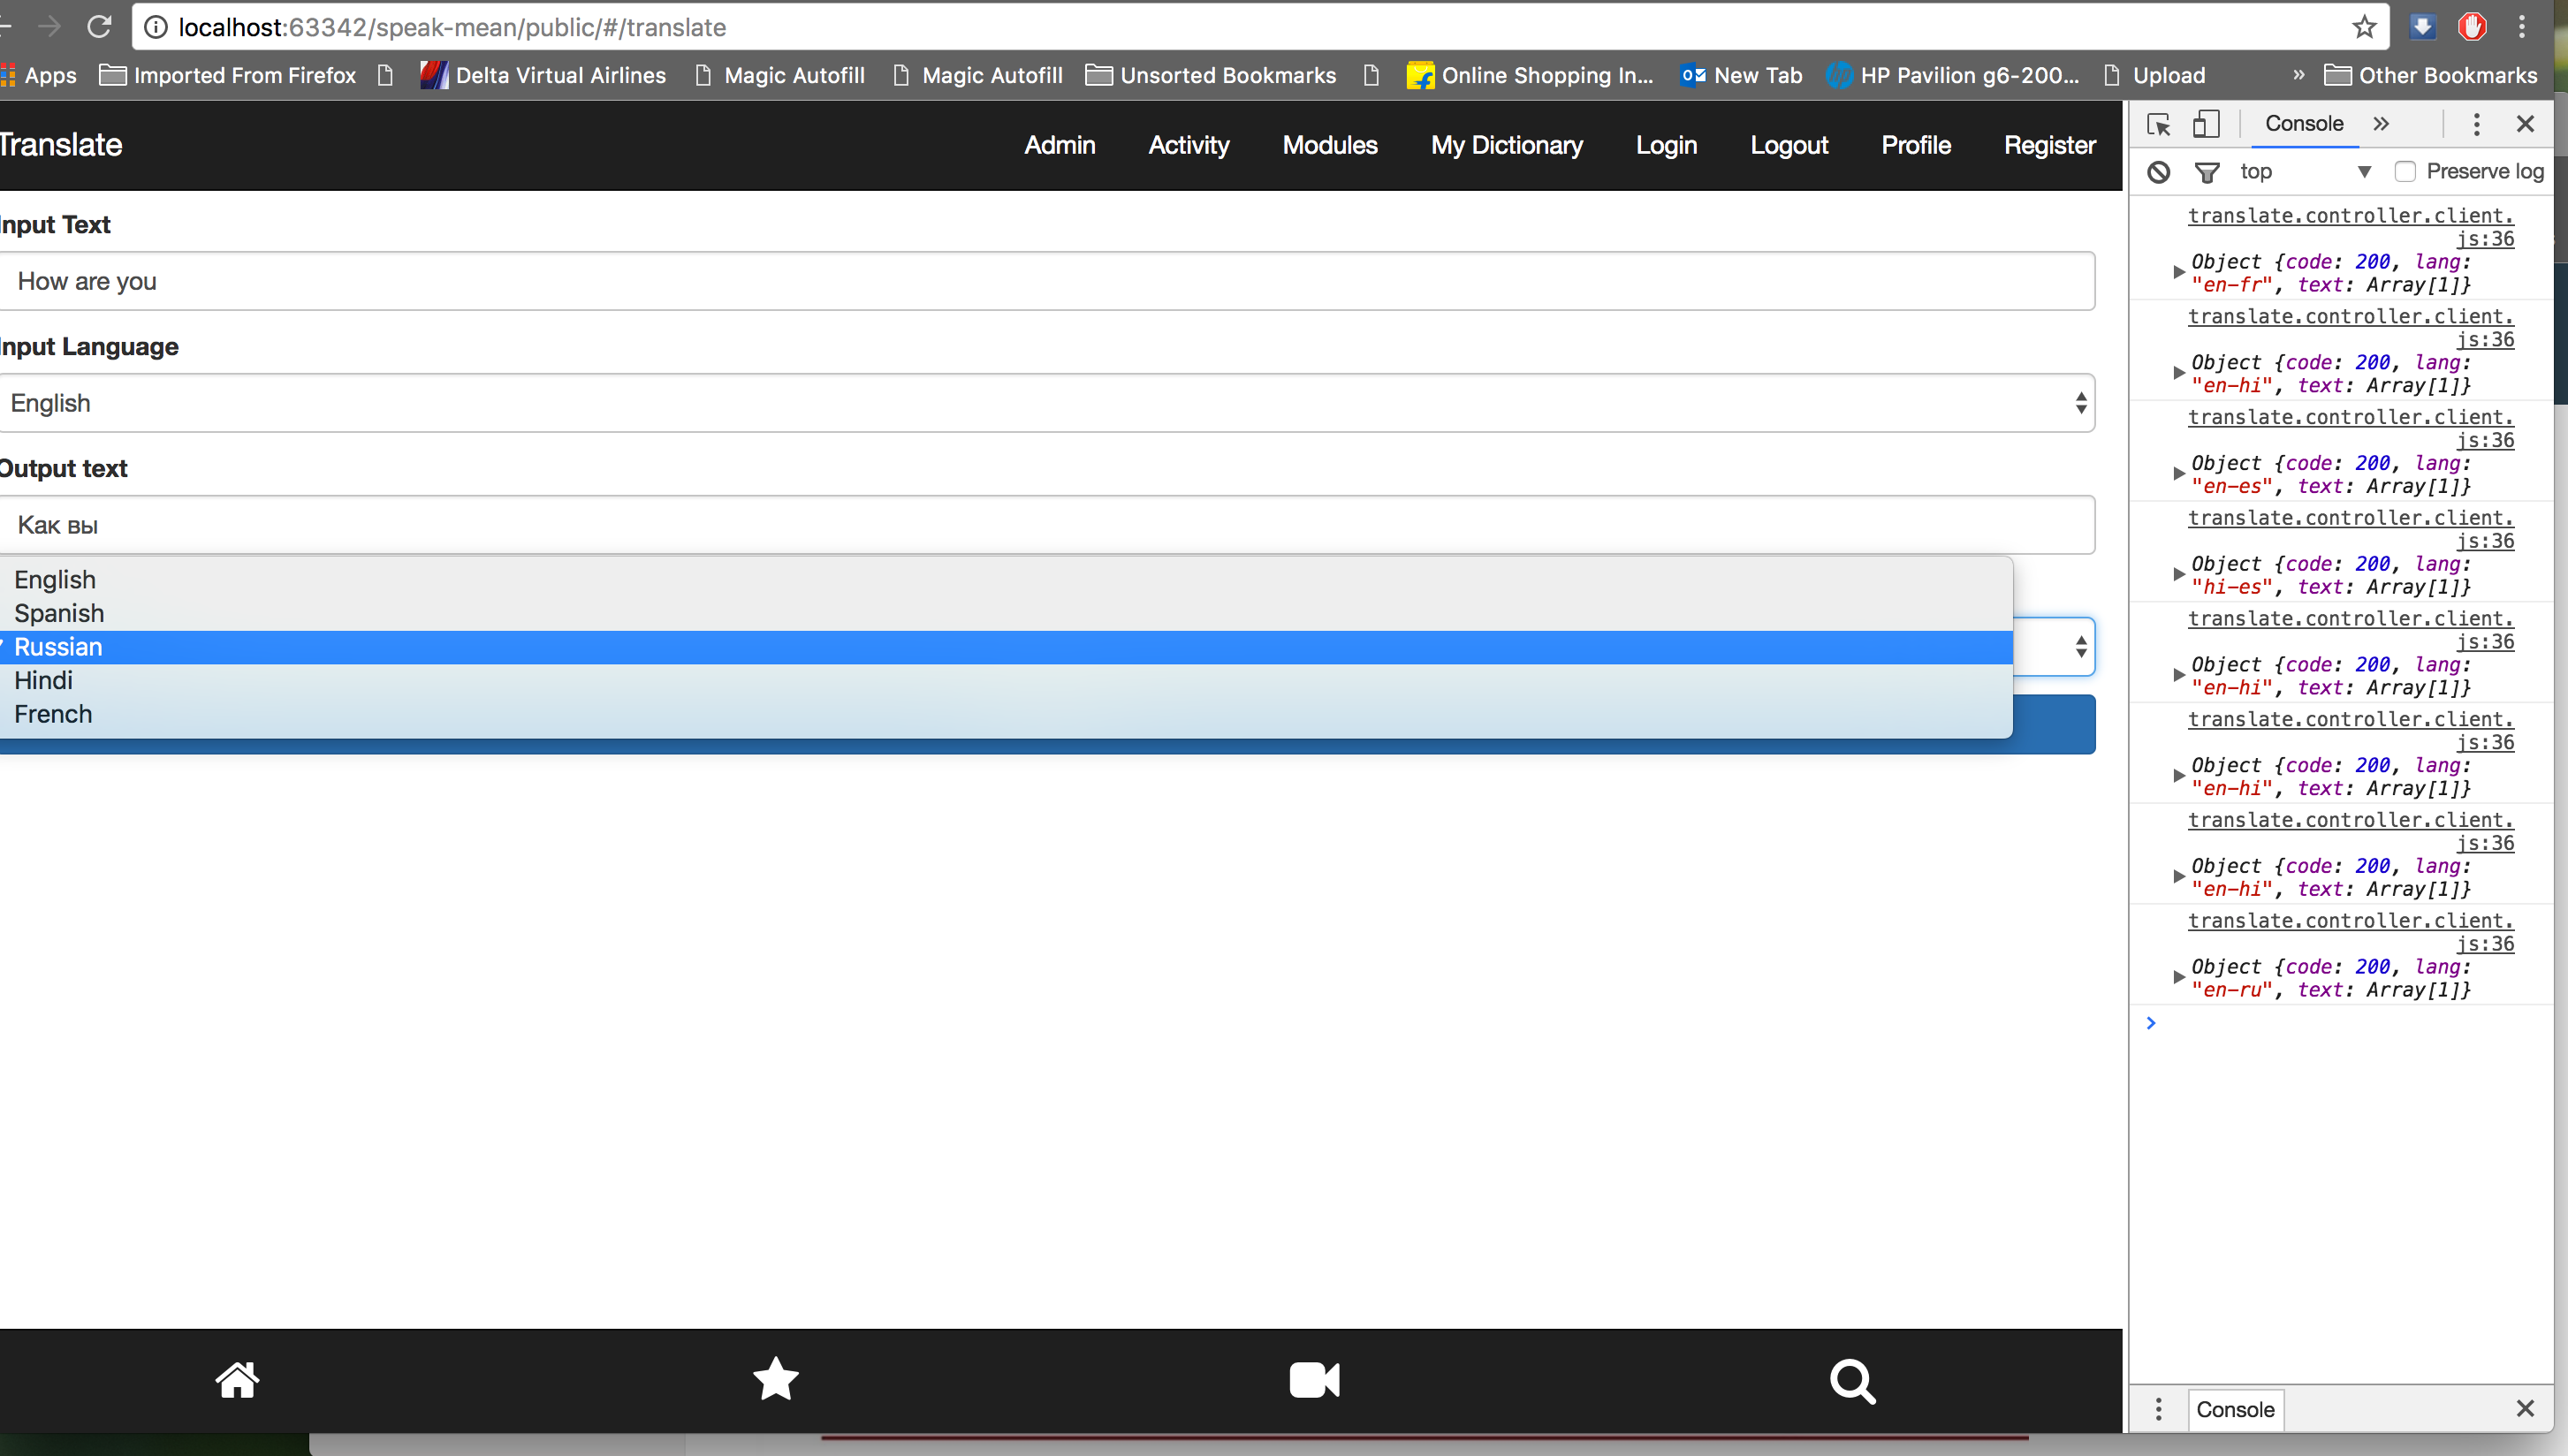 localhost:63342/speak-mean/public/#/translate
Apps Imported From Firefox Delta Virtual Airlines Magic Autofill Magic Autofill Unsorted Bookmarks Online Shopping In... New Tab HP Pavilion g6-200... Upload » Other Bookmarks
Translate Admin Activity Modules My Dictionary Login Logout Profile Register
Input Text
How are you
Input Language
English
Output text
Как вы
English
Spanish
Russian
Hindi
French
Console »
top Preserve log
translate.controller.client.
js:36
Object {code: 200, lang:
"en-fr", text: Array[1]}
translate.controller.client.
js:36
Object {code: 200, lang:
"en-hi", text: Array[1]}
translate.controller.client.
js:36
Object {code: 200, lang:
"en-es", text: Array[1]}
translate.controller.client.
js:36
Object {code: 200, lang:
"hi-es", text: Array[1]}
translate.controller.client.
js:36
Object {code: 200, lang:
"en-hi", text: Array[1]}
translate.controller.client.
js:36
Object {code: 200, lang:
"en-hi", text: Array[1]}
translate.controller.client.
js:36
Object {code: 200, lang:
"en-hi", text: Array[1]}
translate.controller.client.
js:36
Object {code: 200, lang:
"en-ru", text: Array[1]}
Console